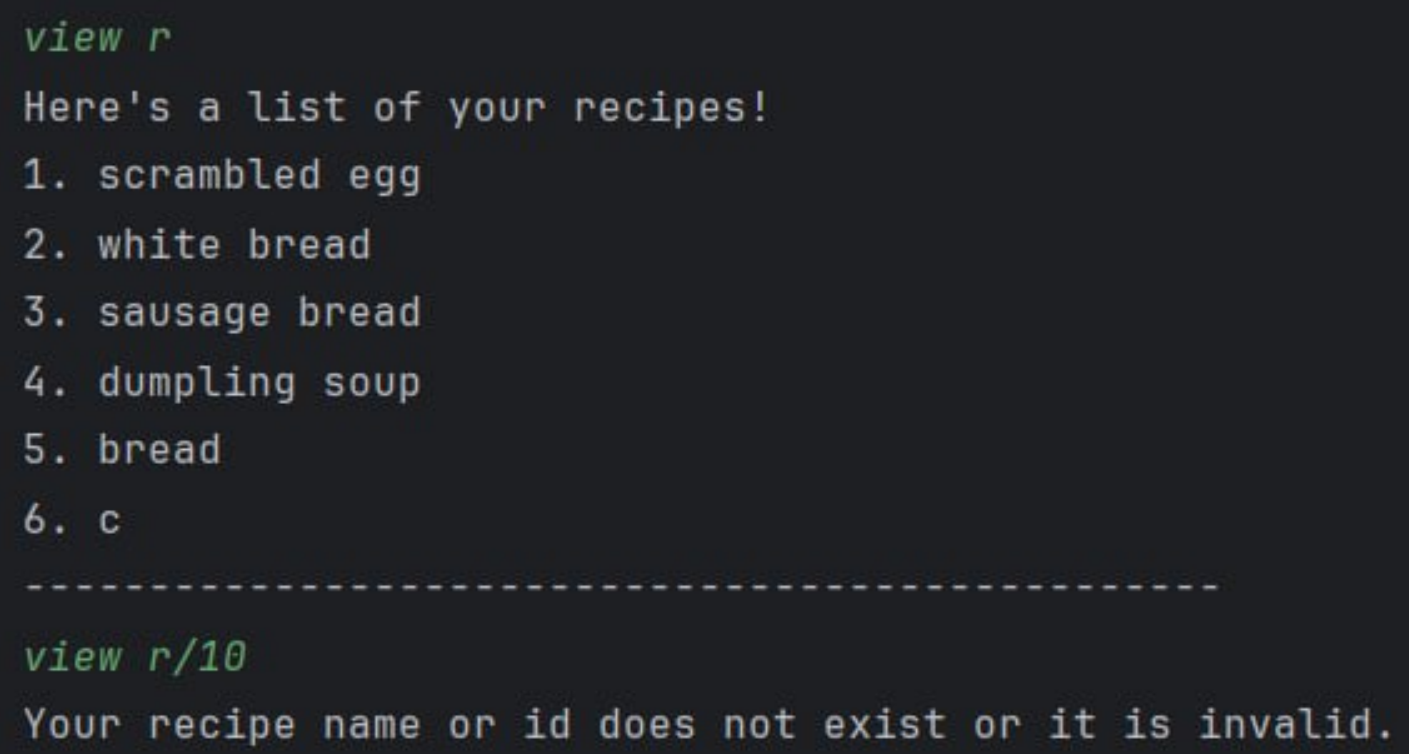 view r
Here's a list of your recipes!
1. scrambled egg
2. white bread
3. sausage bread
4. dumpling soup
5. bread
6. c
------------------------------------------------
view r/10
Your recipe name or id does not exist or it is invalid.